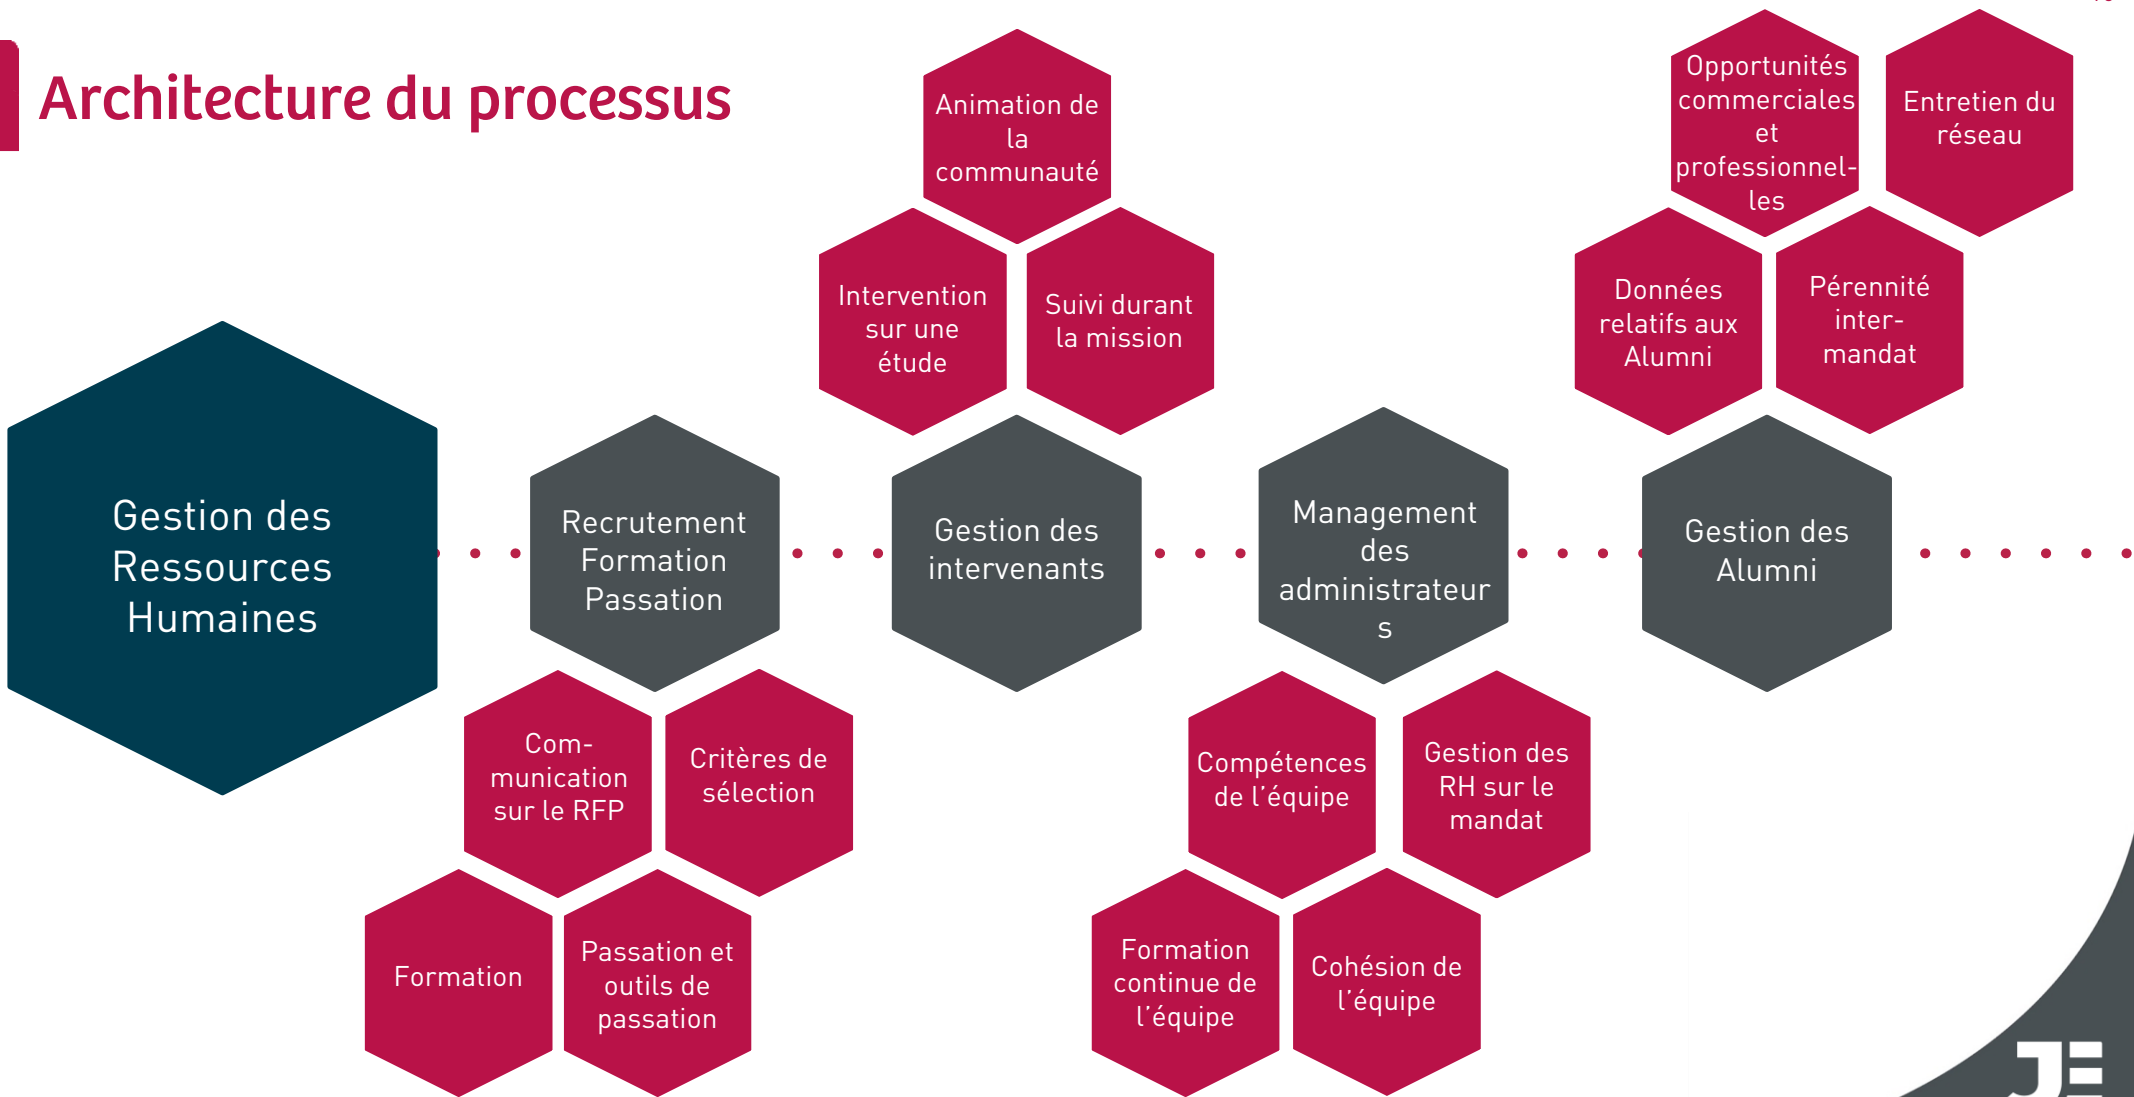 Architecture du processus
Animation de
la
communauté
Opportunités
commerciales
et
professionnel-
les
Entretien du
réseau
Intervention
sur une
étude
Suivi durant
la mission
Données
relatifs aux
Alumni
Pérennité
inter-
mandat
Gestion des
Ressources
Humaines
Recrutement
Formation
Passation
Gestion des
intervenants
Management
des
administrateur
s
Gestion des
Alumni
Com-
munication
sur le RFP
Critères de
sélection
Compétences
de l’équipe
Gestion des
RH sur le
mandat
Formation
Passation et
outils de
passation
Formation
continue de
l’équipe
Cohésion de
l’équipe
JE